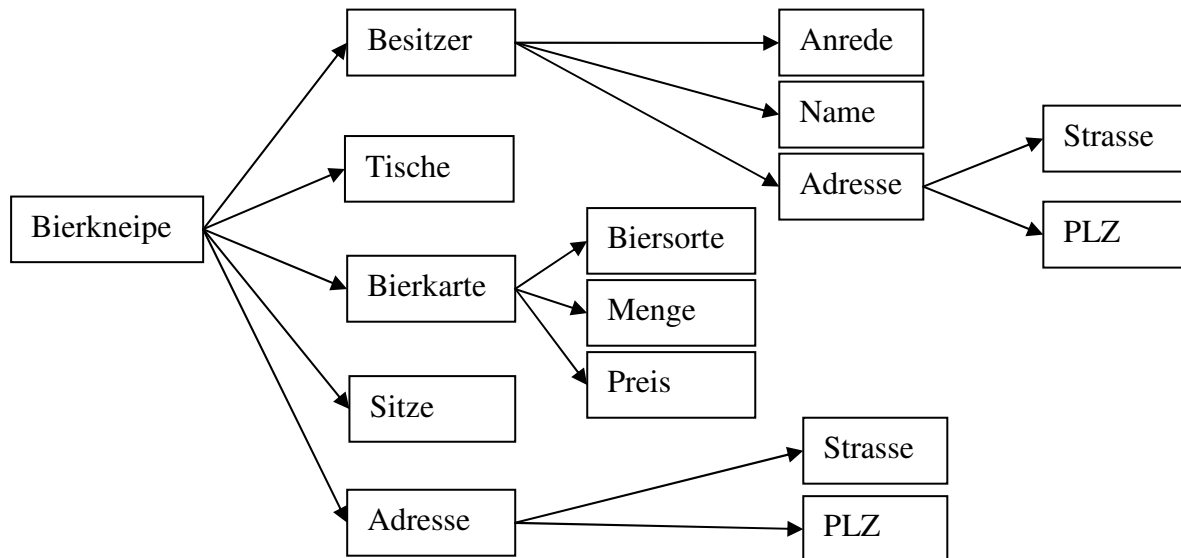 Besitzer
Anrede
Name
Strasse
Tische
Adresse
Bierkneipe
PLZ
Biersorte
Bierkarte
Menge
Preis
Sitze
Strasse
Adresse
PLZ